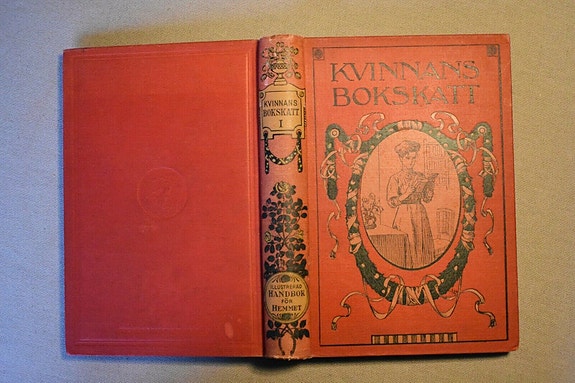 KVINNANS
BOKSKATT
I
ILLUSTRERAD
HANDBOK
FÖR
HEMMET
KVINNANS
BOKSKATT